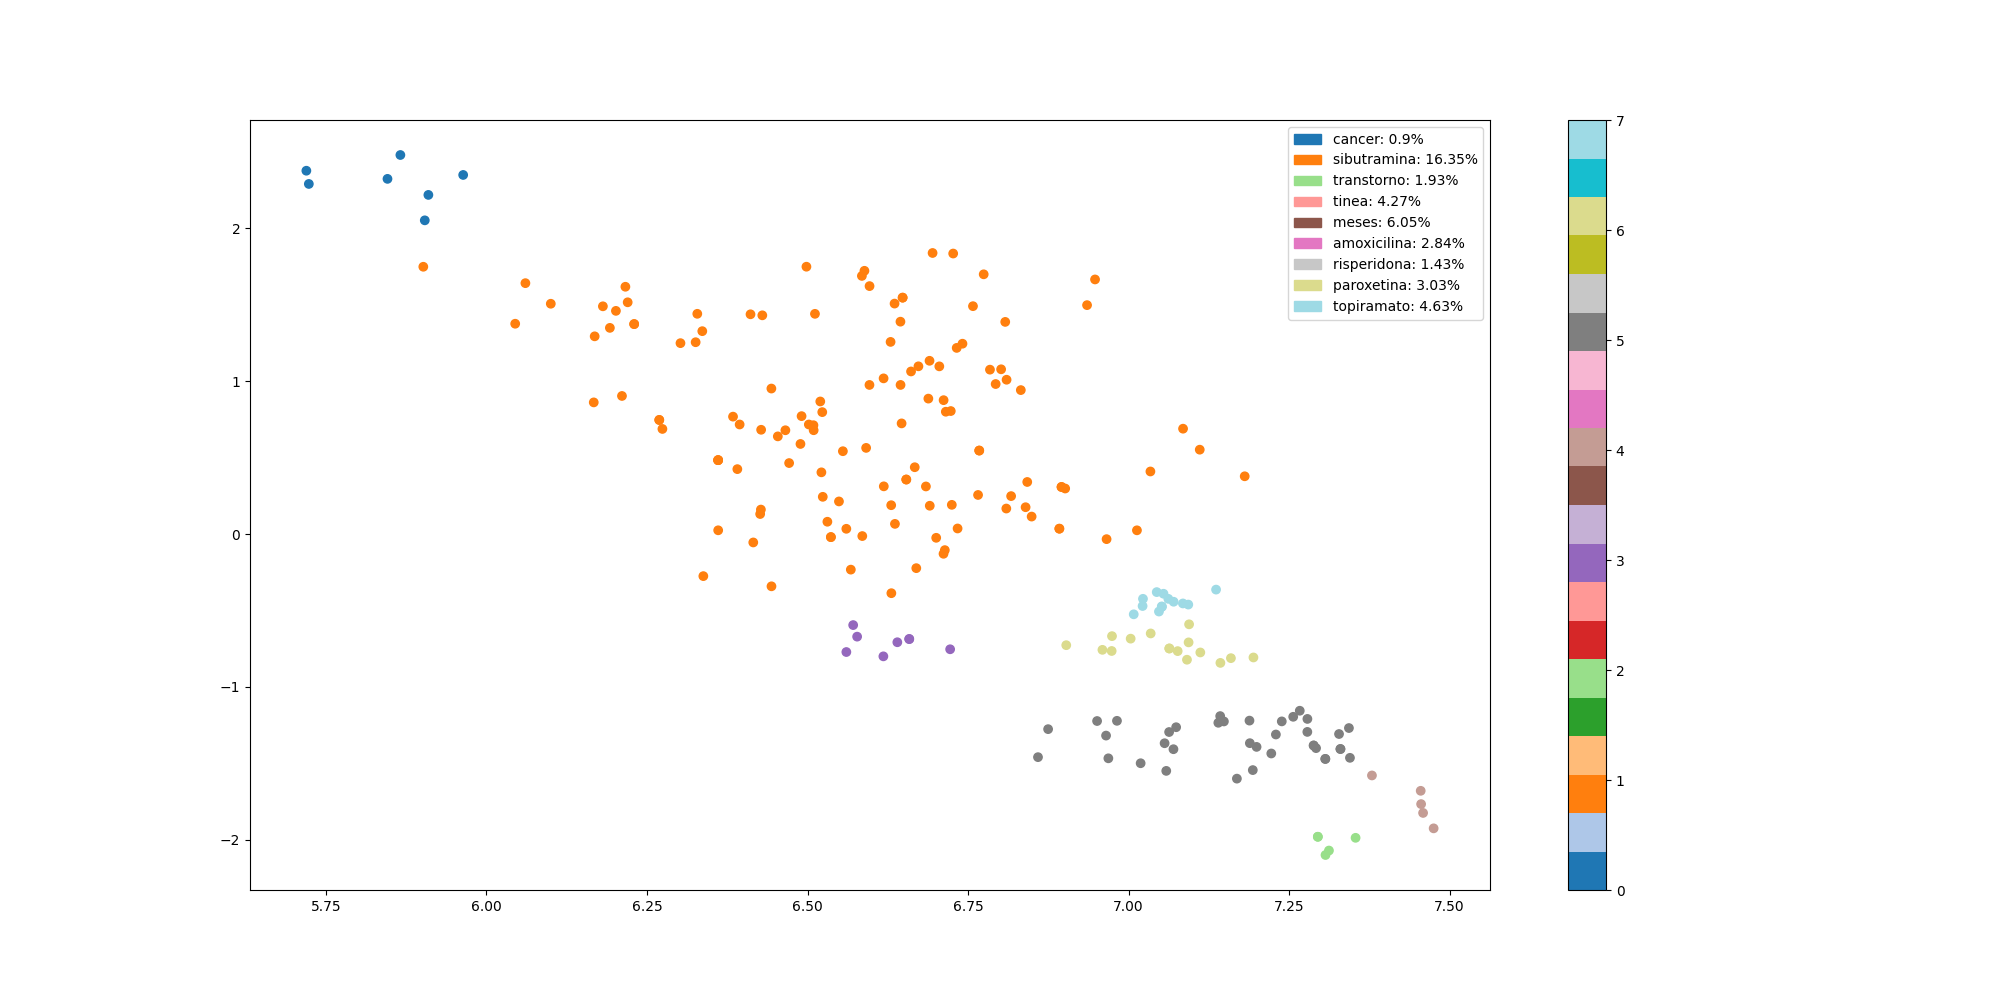 cancer: 0.9%
sibutramina: 16.35%
transtorno: 1.93%
tinea: 4.27%
meses: 6.05%
amoxicilina: 2.84%
risperidona: 1.43%
paroxetina: 3.03%
topiramato: 4.63%
2
1
0
−1
−2
5.75 6.00 6.25 6.50 6.75 7.00 7.25 7.50
7
6
5
4
3
2
1
0